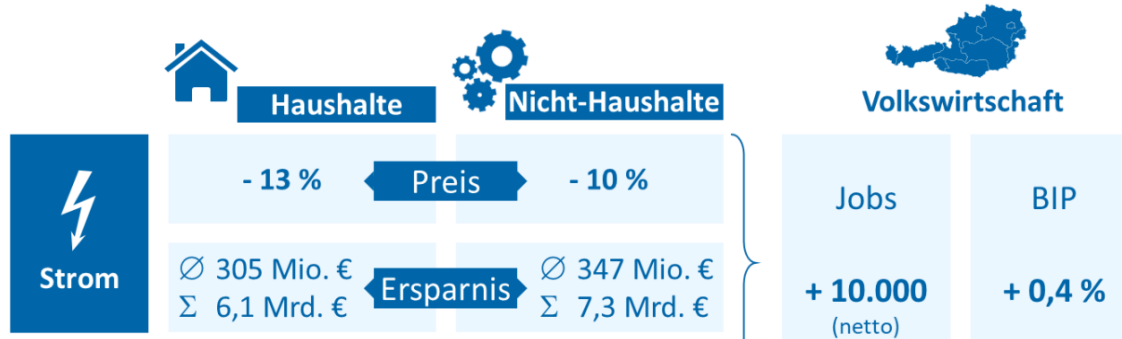 Haushalte
Nicht-Haushalte
Volkswirtschaft
Strom
- 13 %
Preis
- 10 %
∅ 305 Mio. €
Σ 6,1 Mrd. €
Ersparnis
∅ 347 Mio. €
Σ 7,3 Mrd. €
Jobs
+ 10.000
(netto)
BIP
+ 0,4 %